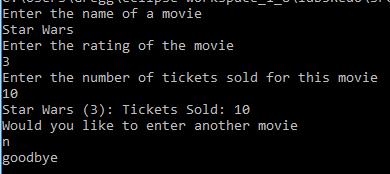 Enter the name of a movie
Star Wars
Enter the rating of the movie
3
Enter the number of tickets sold for this movie
10
Star Wars (3): Tickets Sold: 10
Would you like to enter another movie
n
goodbye